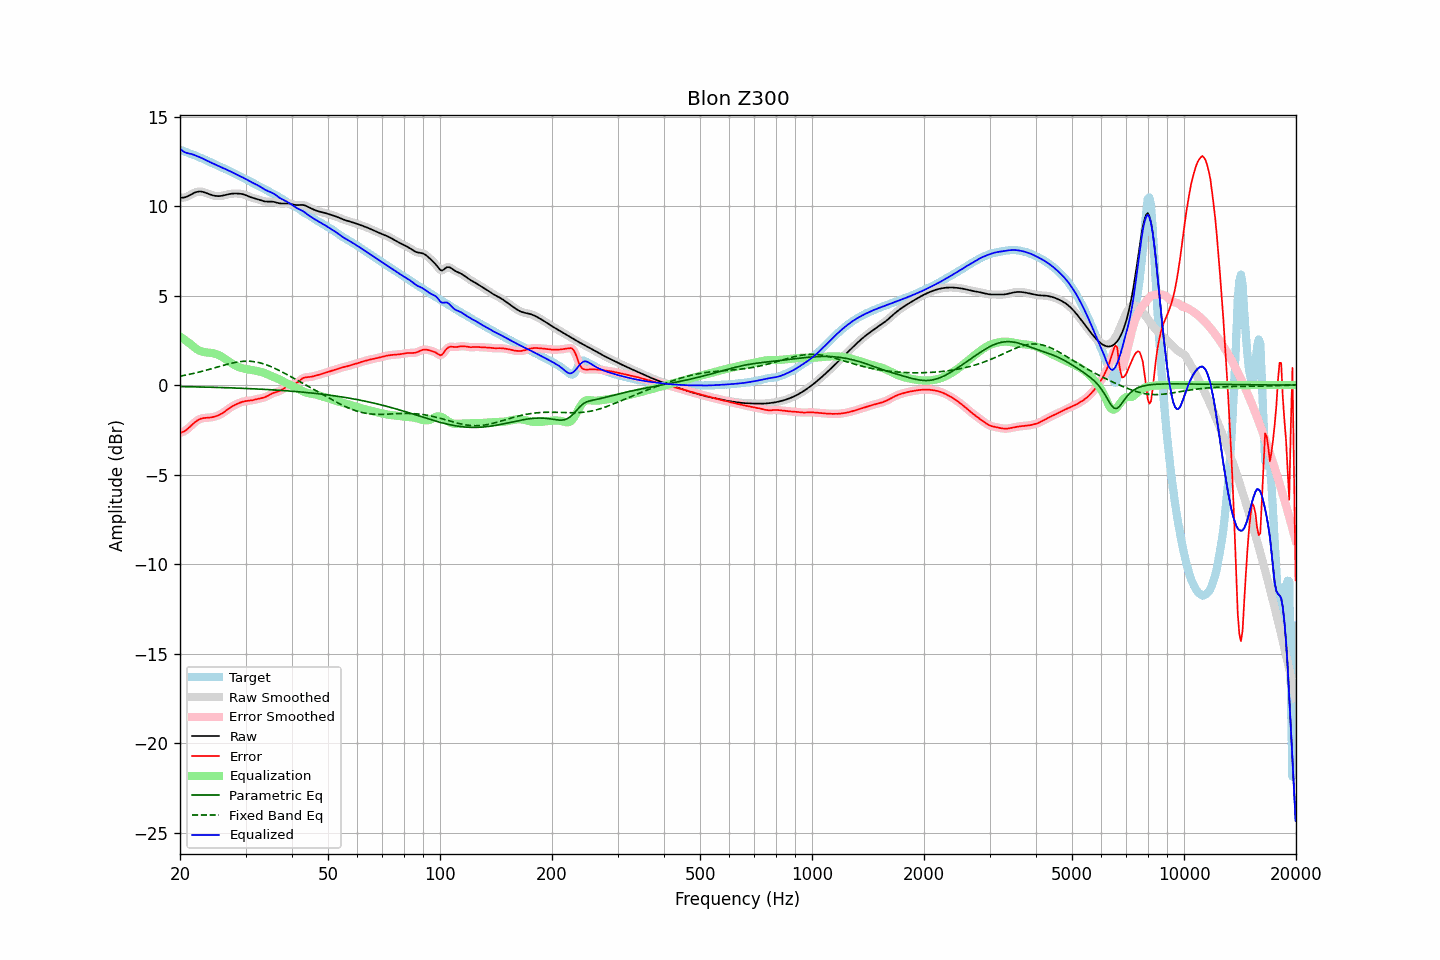 Blon Z300
15
10
5
0
−5
−10
−15
−20
−25
Amplitude (dBr)
Target
Raw Smoothed
Error Smoothed
Raw
Error
Equalization
Parametric Eq
Fixed Band Eq
Equalized
20 50 100 200 500 1000 2000 5000 10000 20000
Frequency (Hz)